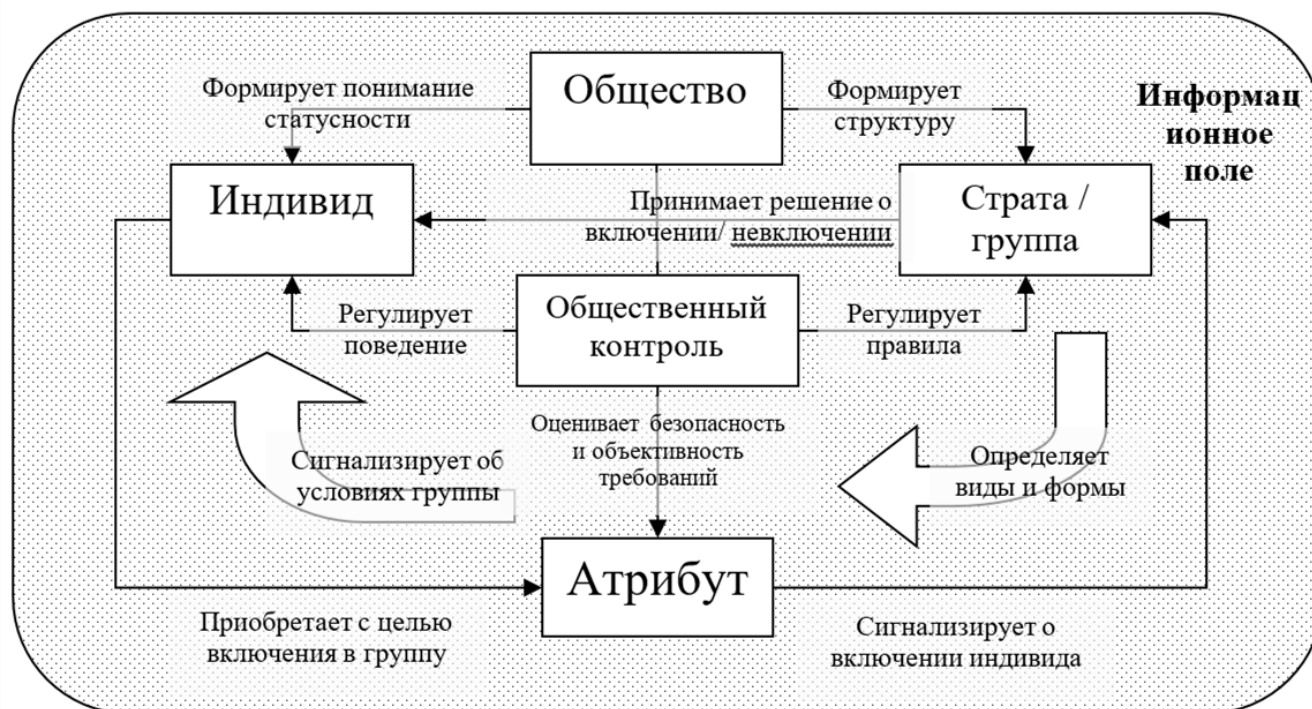 Общество
Формирует понимание
статусности
Формирует
структуру
Информац
ионное
поле
Индивид
Принимает решение о
включении/ невключении
Страта /
группа
Регулирует
поведение
Общественный
контроль
Регулирует
правила
Оценивает безопасность
и объективность
требований
Сигнализирует об
условиях группы
Определяет
виды и формы
Атрибут
Приобретает с целью
включения в группу
Сигнализирует о
включении индивида